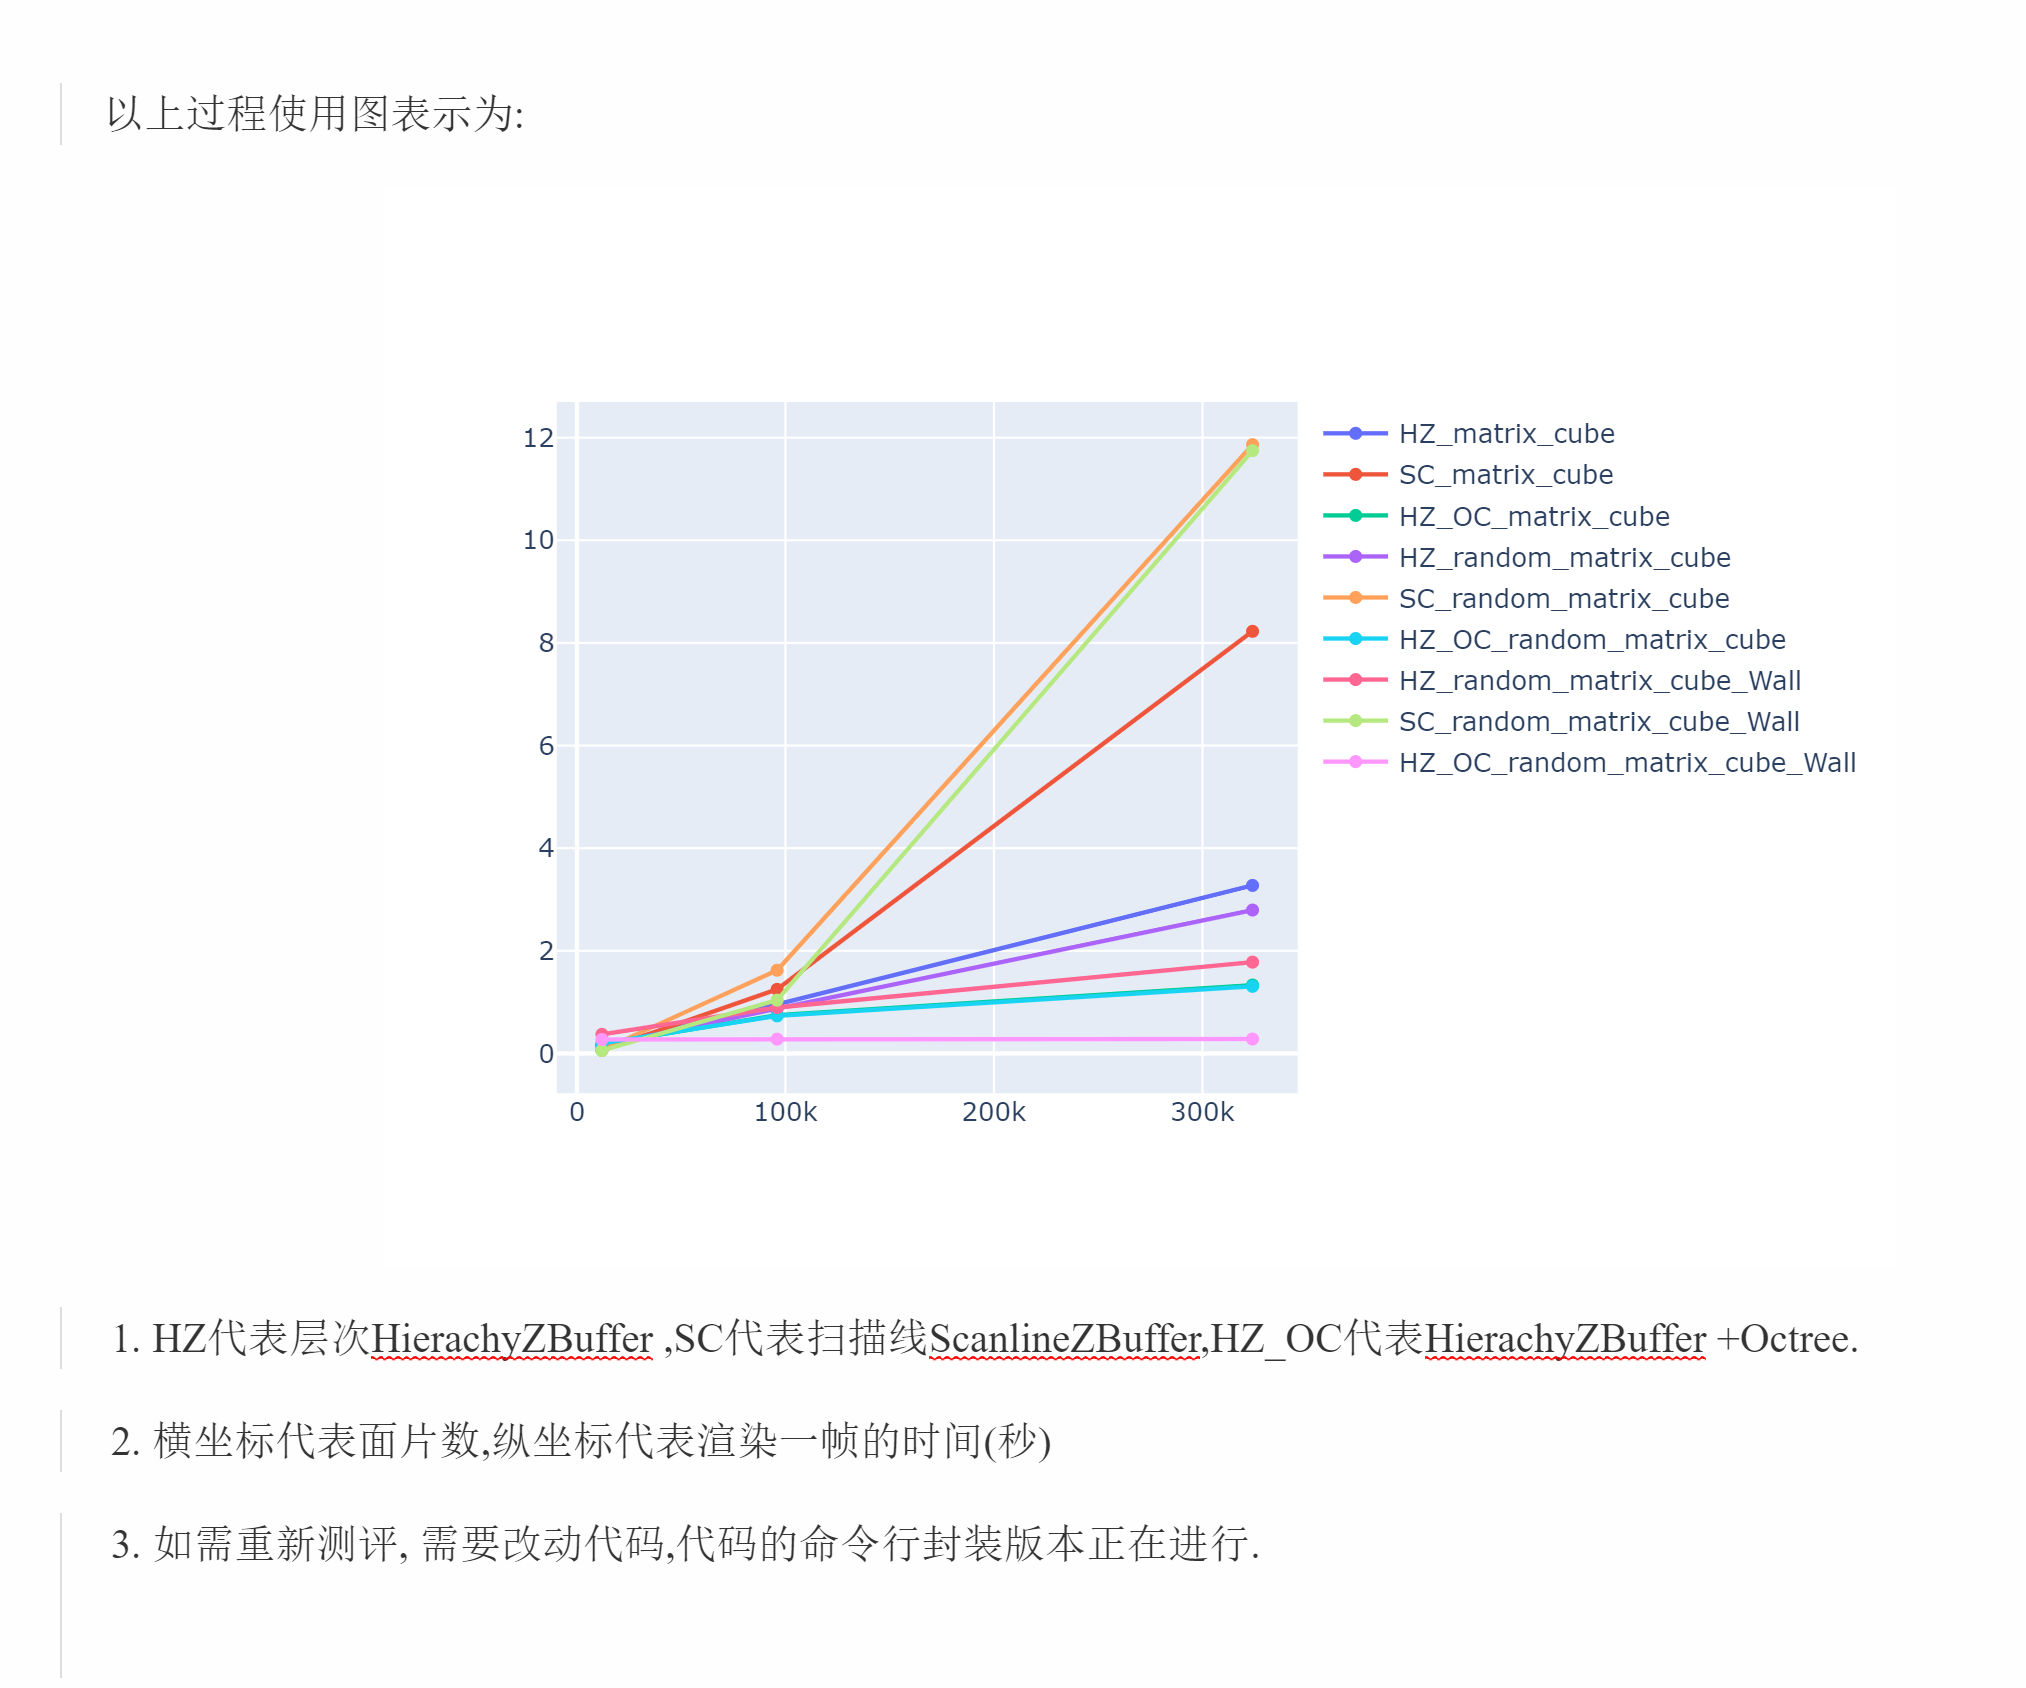 以上过程使用图表示为:
12
10
8
6
4
2
0
0 100k 200k 300k
HZ_matrix_cube
SC_matrix_cube
HZ_OC_matrix_cube
HZ_random_matrix_cube
SC_random_matrix_cube
HZ_OC_random_matrix_cube
HZ_random_matrix_cube_Wall
SC_random_matrix_cube_Wall
HZ_OC_random_matrix_cube_Wall
1. HZ代表层次HierachyZBuffer ,SC代表扫描线ScanlineZBuffer,HZ_OC代表HierachyZBuffer +Octree.
2. 横坐标代表面片数,纵坐标代表渲染一帧的时间(秒)
3. 如需重新测评, 需要改动代码,代码的命令行封装版本正在进行.